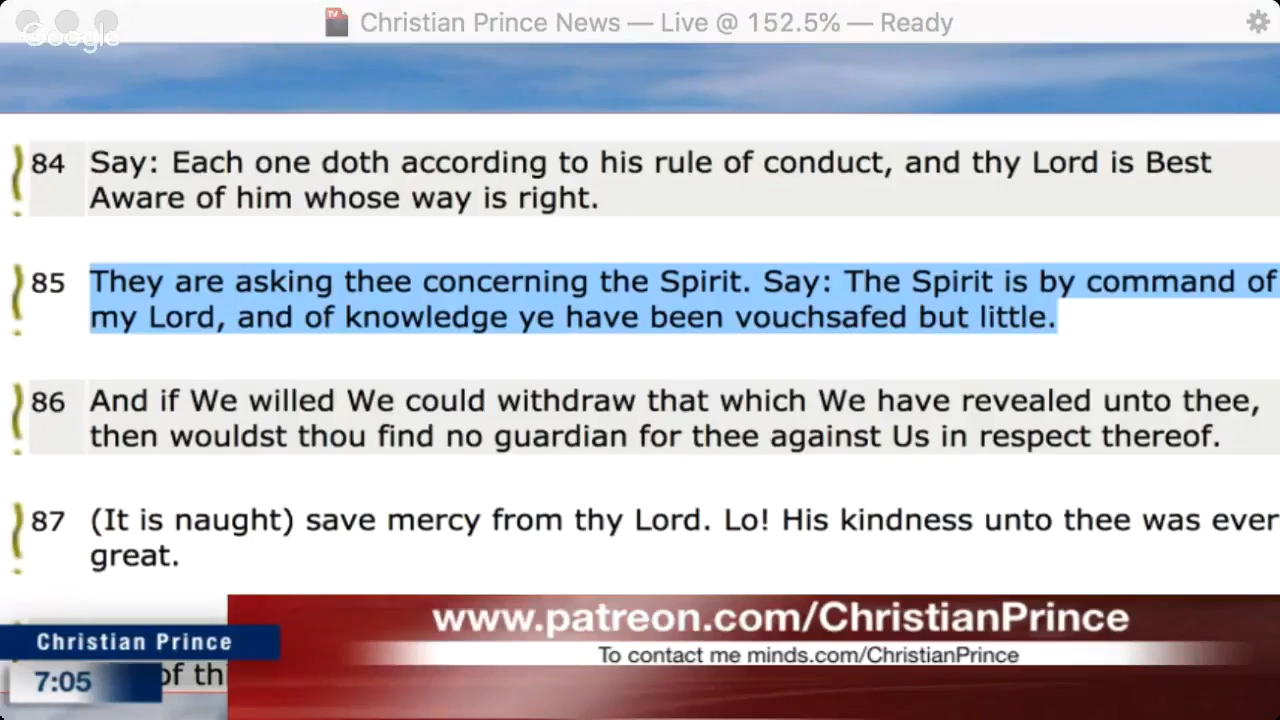 Christian Prince News — Live @ 152.5% — Ready
Google
84 Say: Each one doth according to his rule of conduct, and thy Lord is Best
Aware of him whose way is right.
85 They are asking thee concerning the Spirit. Say: The Spirit is by command of
my Lord, and of knowledge ye have been vouchsafed but little.
86 And if We willed We could withdraw that which We have revealed unto thee,
then wouldst thou find no guardian for thee against Us in respect thereof.
87 (It is naught) save mercy from thy Lord. Lo! His kindness unto thee was ever
great.
www.patreon.com/ChristianPrince
Christian Prince
To contact me minds.com/ChristianPrince
7:05
of th